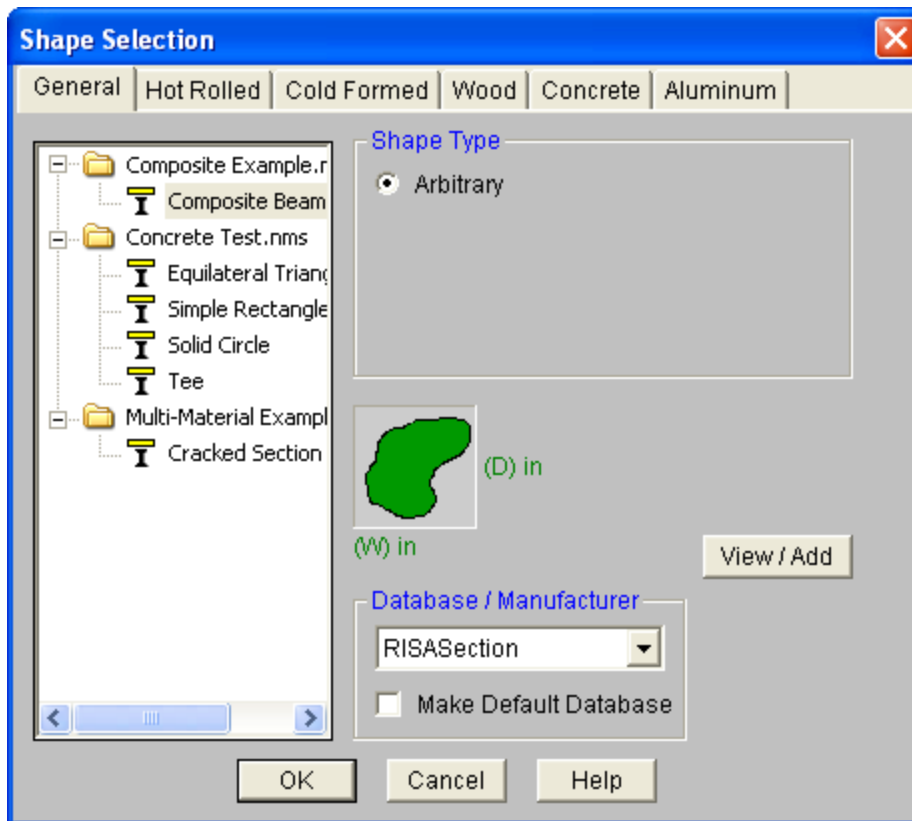 Shape Selection
General Hot Rolled Cold Formed Wood Concrete Aluminum
Composite Example.r
Composite Beam
Concrete Test.nms
Equilateral Triang
Simple Rectangle
Solid Circle
Tee
Multi-Material Exampl
Cracked Section
Shape Type
Arbitrary
(D) in
(W) in
View / Add
Database / Manufacturer
RISASection
Make Default Database
OK Cancel Help